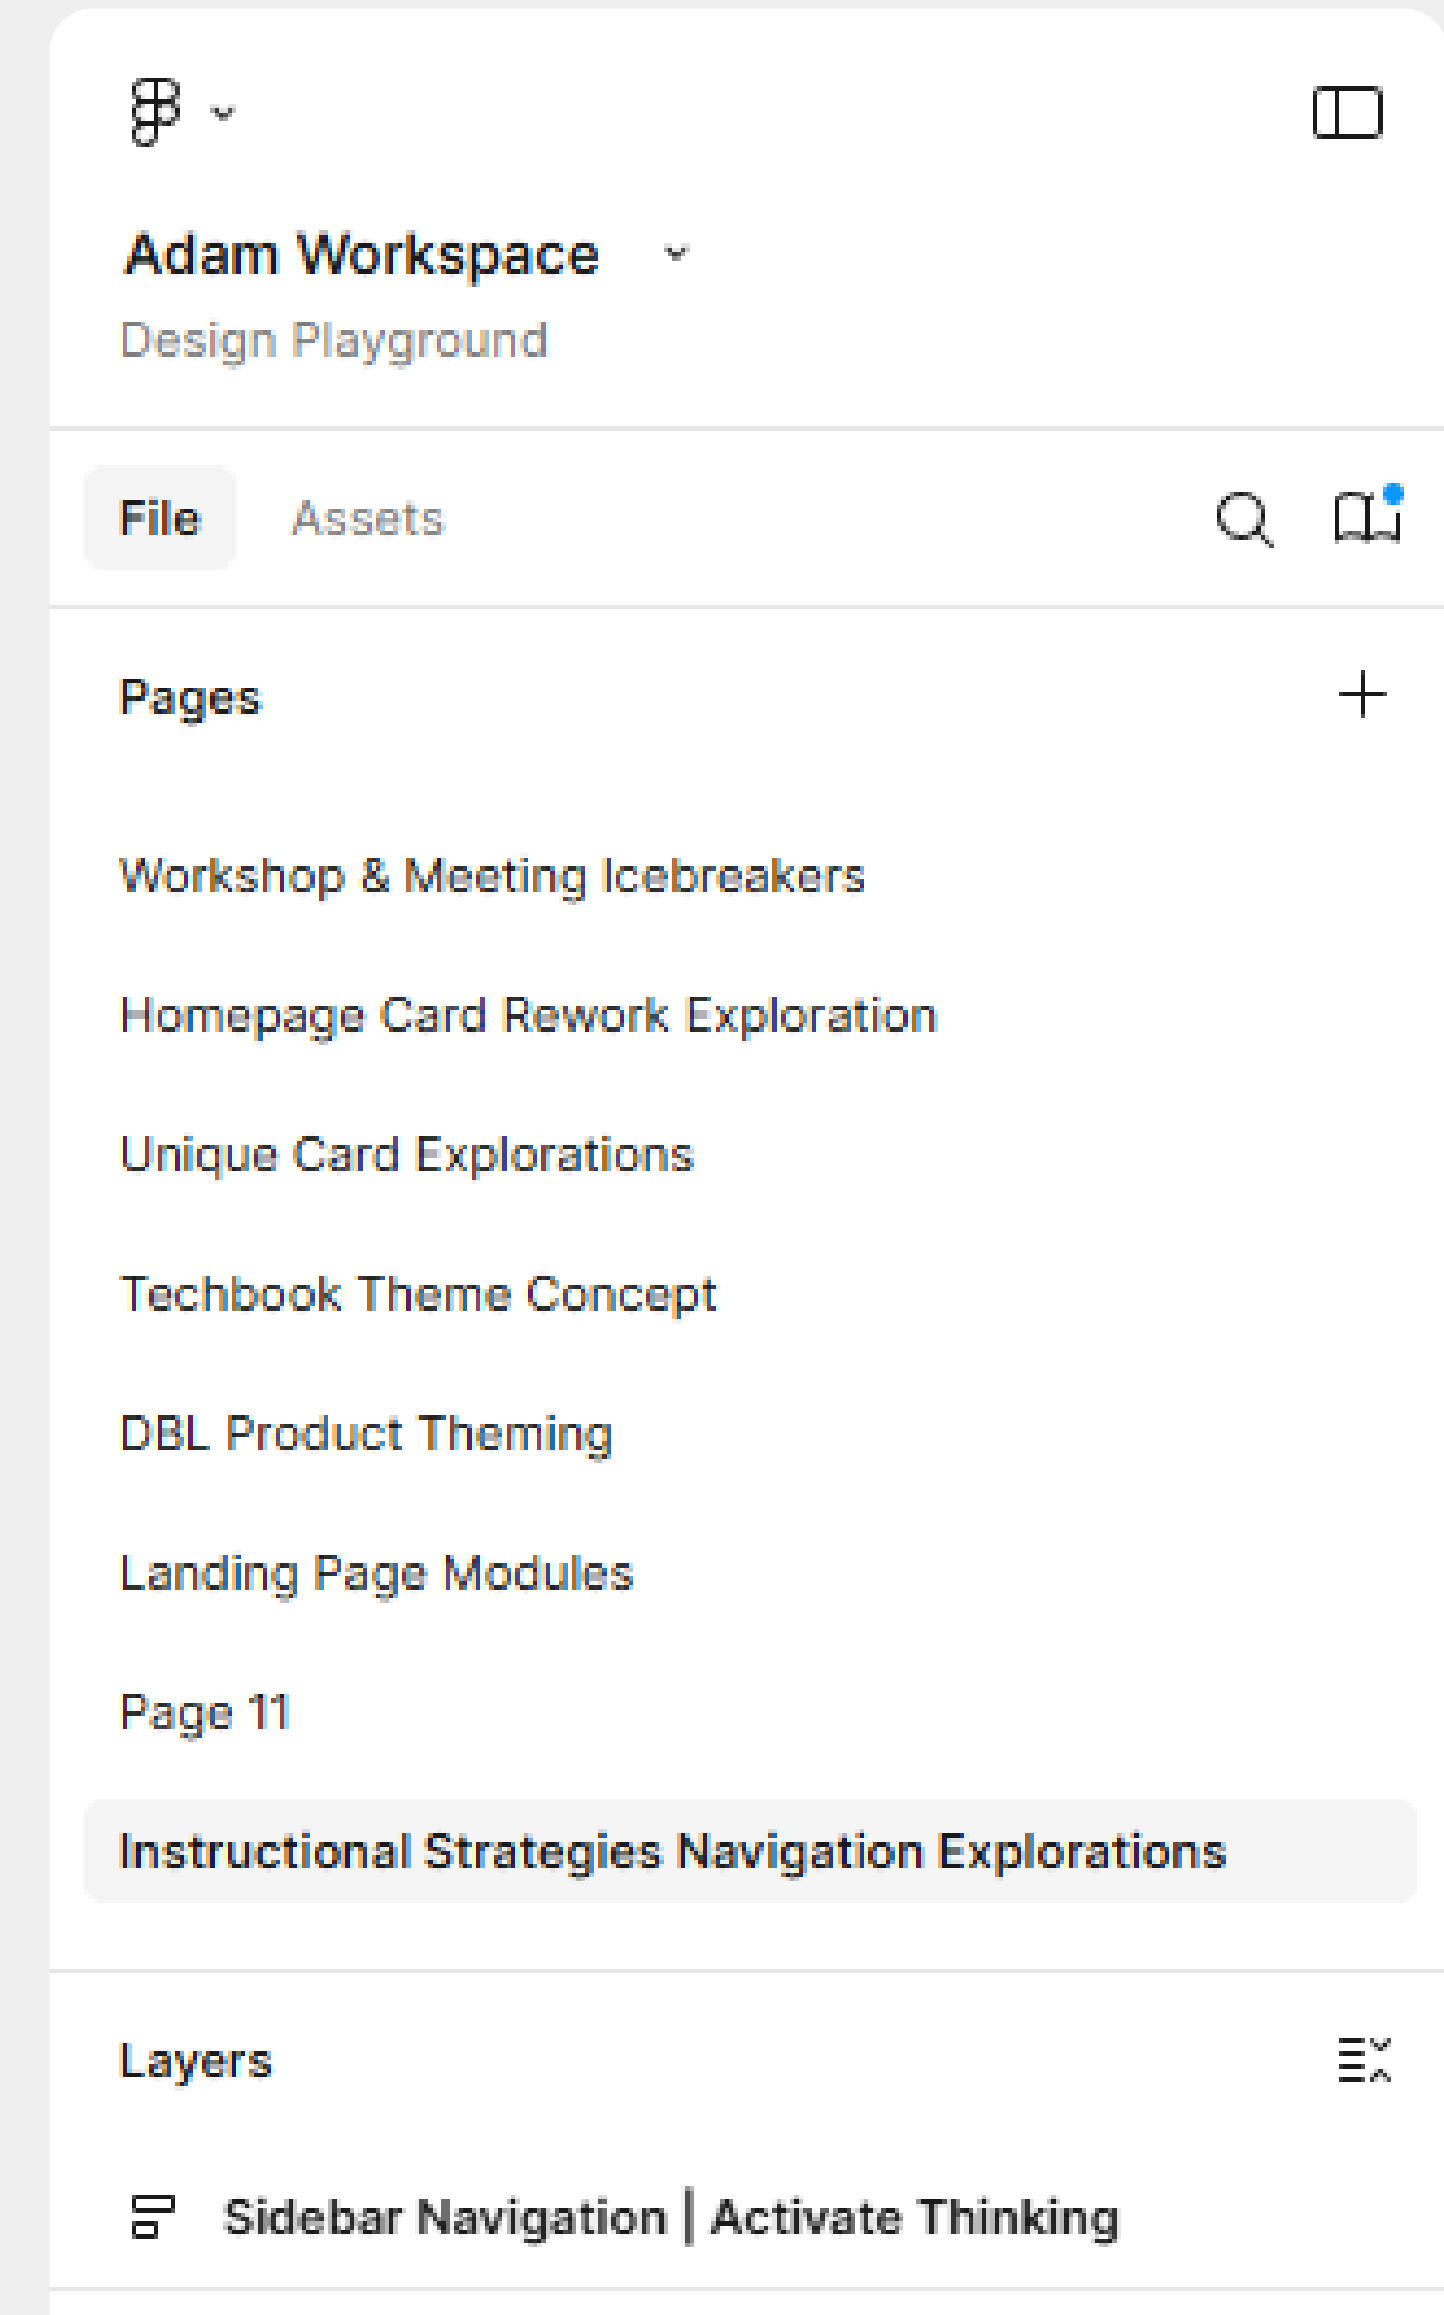 Adam Workspace
Design Playground
File Assets
Pages
Workshop & Meeting Icebreakers
Homepage Card Rework Exploration
Unique Card Explorations
Techbook Theme Concept
DBL Product Theming
Landing Page Modules
Page 11
Instructional Strategies Navigation Explorations
Layers
Sidebar Navigation | Activate Thinking